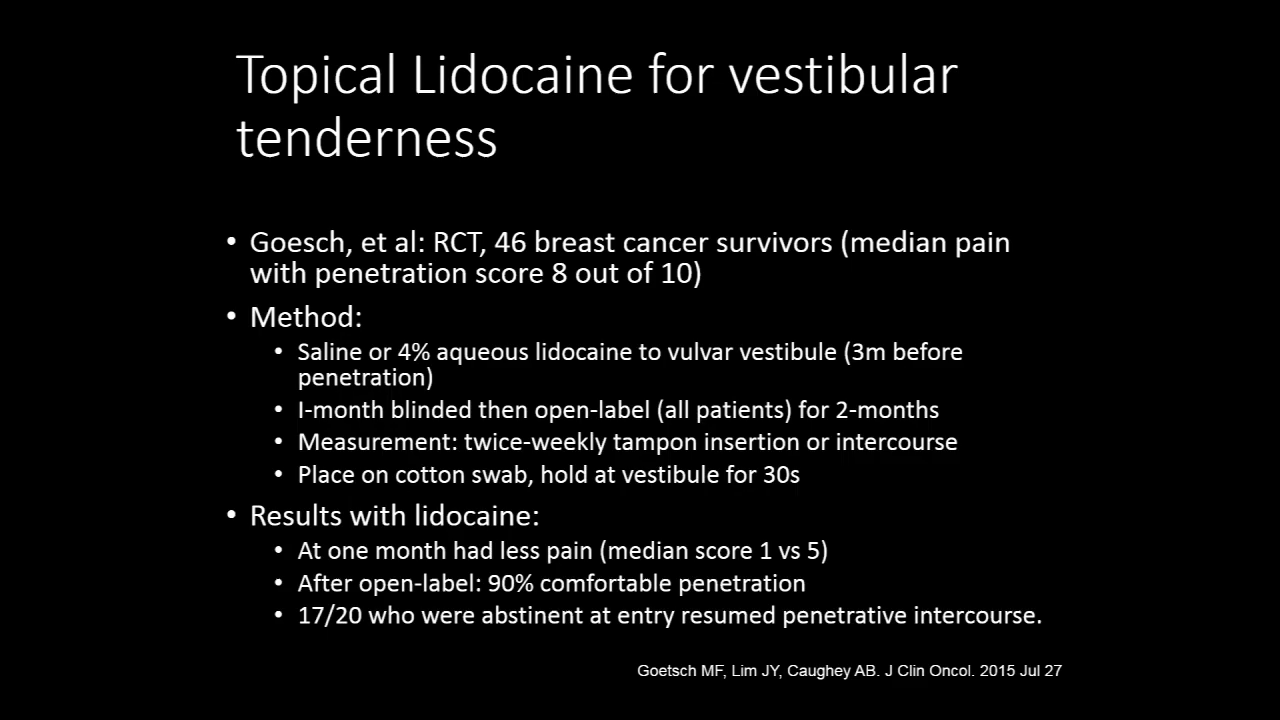 Topical Lidocaine for vestibular
tenderness
• Goesch, et al: RCT, 46 breast cancer survivors (median pain
with penetration score 8 out of 10)
• Method:
• Saline or 4% aqueous lidocaine to vulvar vestibule (3m before
penetration)
• I-month blinded then open-label (all patients) for 2-months
• Measurement: twice-weekly tampon insertion or intercourse
• Place on cotton swab, hold at vestibule for 30s
• Results with lidocaine:
• At one month had less pain (median score 1 vs 5)
• After open-label: 90% comfortable penetration
• 17/20 who were abstinent at entry resumed penetrative intercourse.
Goetsch MF, Lim JY, Caughey AB. J Clin Oncol. 2015 Jul 27